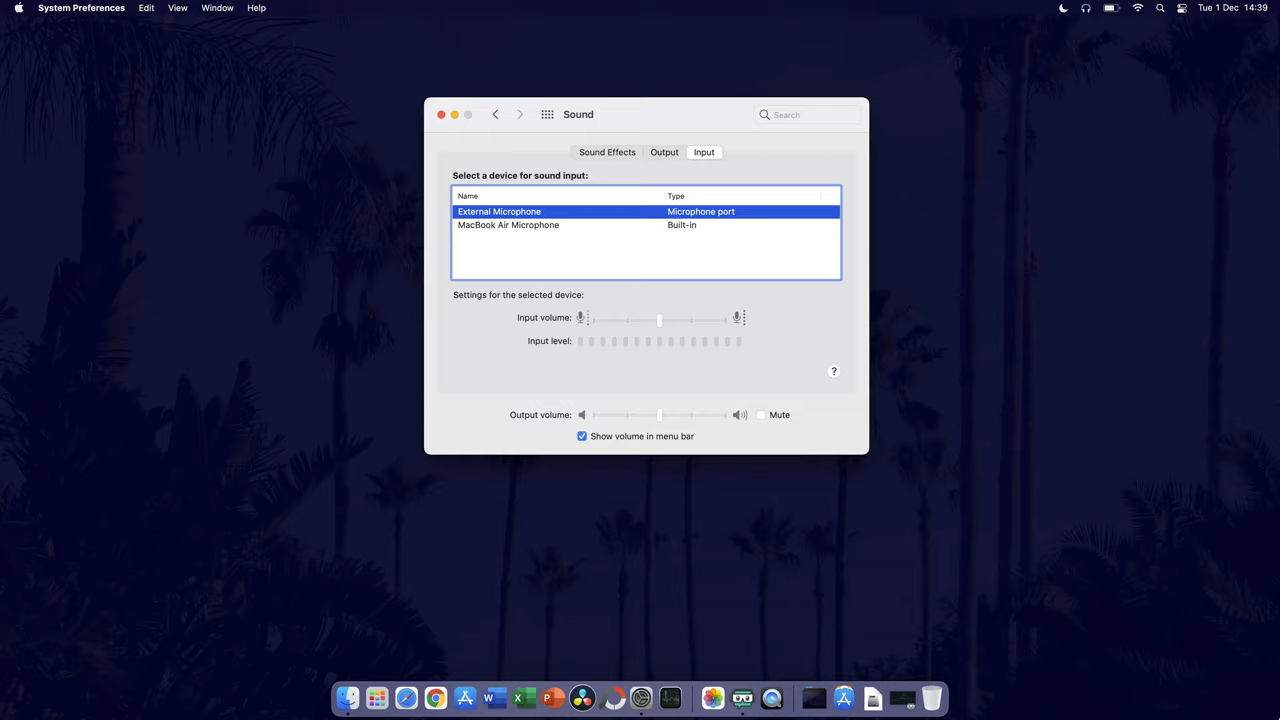 System Preferences Edit View Window Help Tue 1 Dec 14:39
Sound Search
Sound Effects Output Input
Select a device for sound input:
Name Type
External Microphone Microphone port
MacBook Air Microphone Built-in
Settings for the selected device:
Input volume:
Input level:
?
Output volume: Mute
Show volume in menu bar
W X P